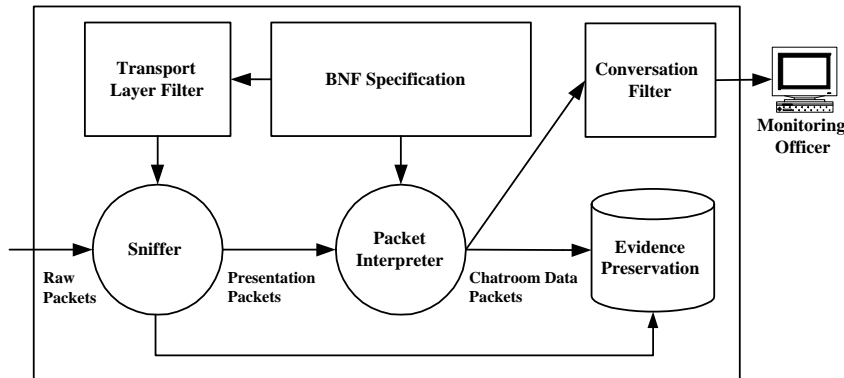 Transport
Layer Filter
BNF Specification
Conversation
Filter
Monitoring
Officer
Sniffer
Packet
Interpreter
Evidence
Preservation
Raw
Packets
Presentation
Packets
Chatroom Data
Packets